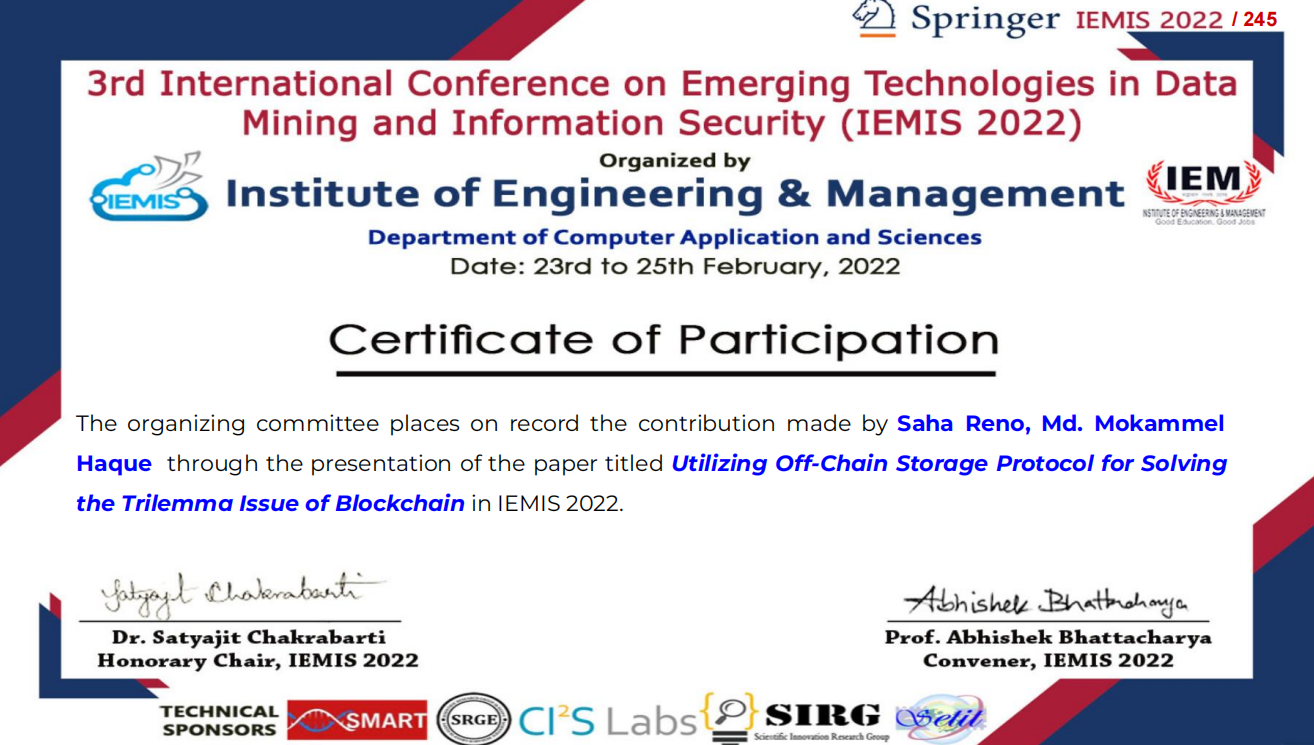 Springer IEMIS 2022 / 245
3rd International Conference on Emerging Technologies in Data
Mining and Information Security (IEMIS 2022)
Organized by
IEMIS
Institute of Engineering & Management
IEM
INSTITUTE OF ENGINEERING & MANAGEMENT
Good Education, Good Jobs
Department of Computer Application and Sciences
Date: 23rd to 25th February, 2022
Certificate of Participation
The organizing committee places on record the contribution made by Saha Reno, Md. Mokammel
Haque through the presentation of the paper titled Utilizing Off-Chain Storage Protocol for Solving
the Trilemma Issue of Blockchain in IEMIS 2022.
Satyajit Chakrabarti
Abhishek Bhattacharya
Dr. Satyajit Chakrabarti
Prof. Abhishek Bhattacharya
Honorary Chair, IEMIS 2022
Convener, IEMIS 2022
TECHNICAL
SPONSORS
SMART
SRGE
CI²S Labs
SIRG
Scientific Innovation Research Group
Setit